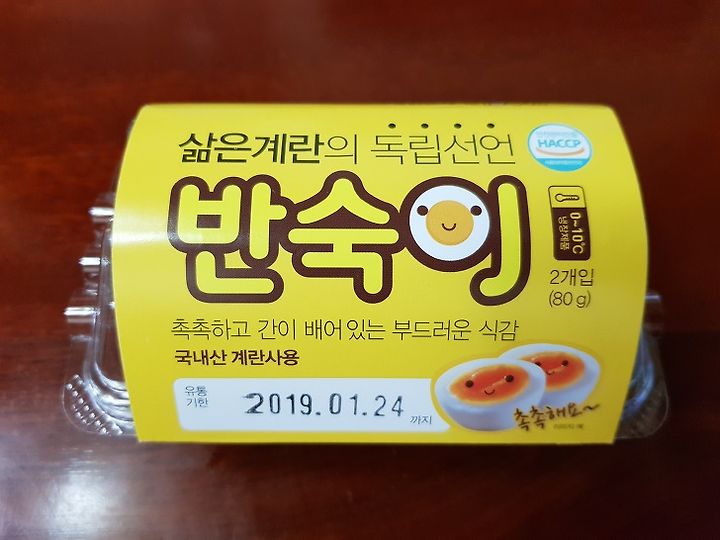 삶은계란의 독립선언
HACCP
반숙이
0~10℃
냉장제품
2개입
(80g)
촉촉하고 간이 배어있는 부드러운 식감
국내산 계란사용
유통
기한
2019.01.24
까지
촉촉해요~